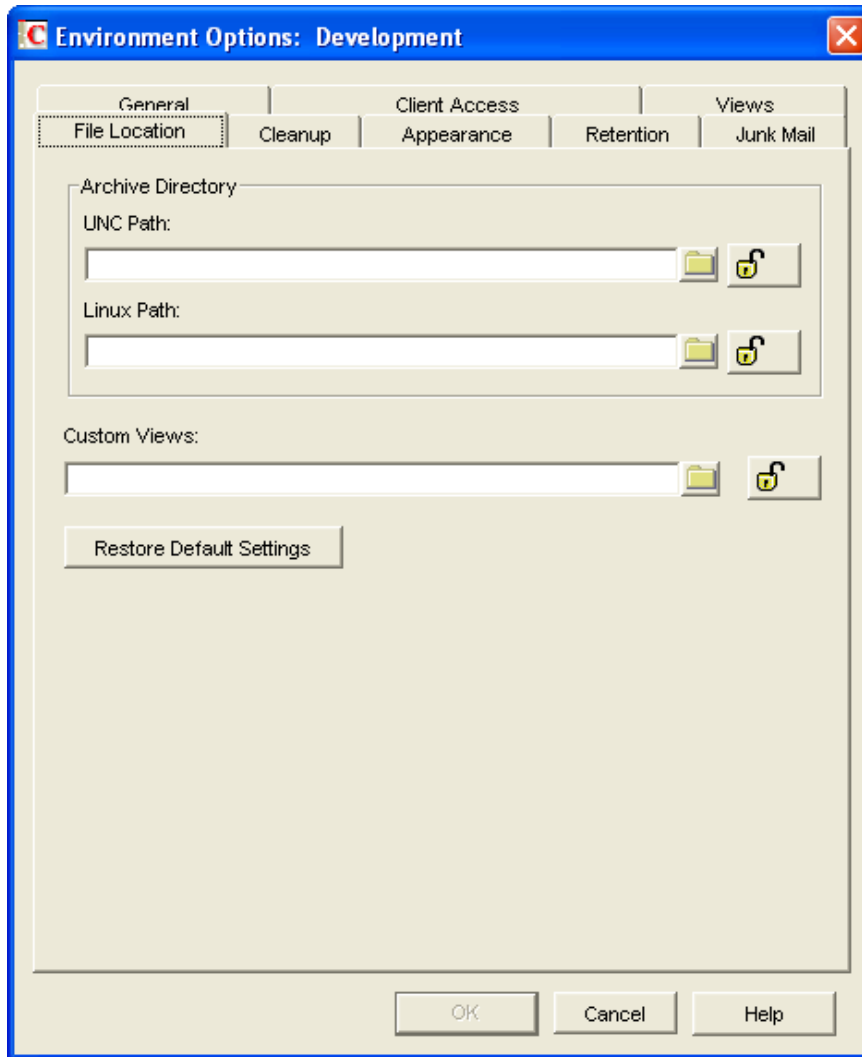 C Environment Options: Development
General Client Access Views
File Location Cleanup Appearance Retention Junk Mail
Archive Directory
UNC Path:
Linux Path:
Custom Views:
Restore Default Settings
OK Cancel Help